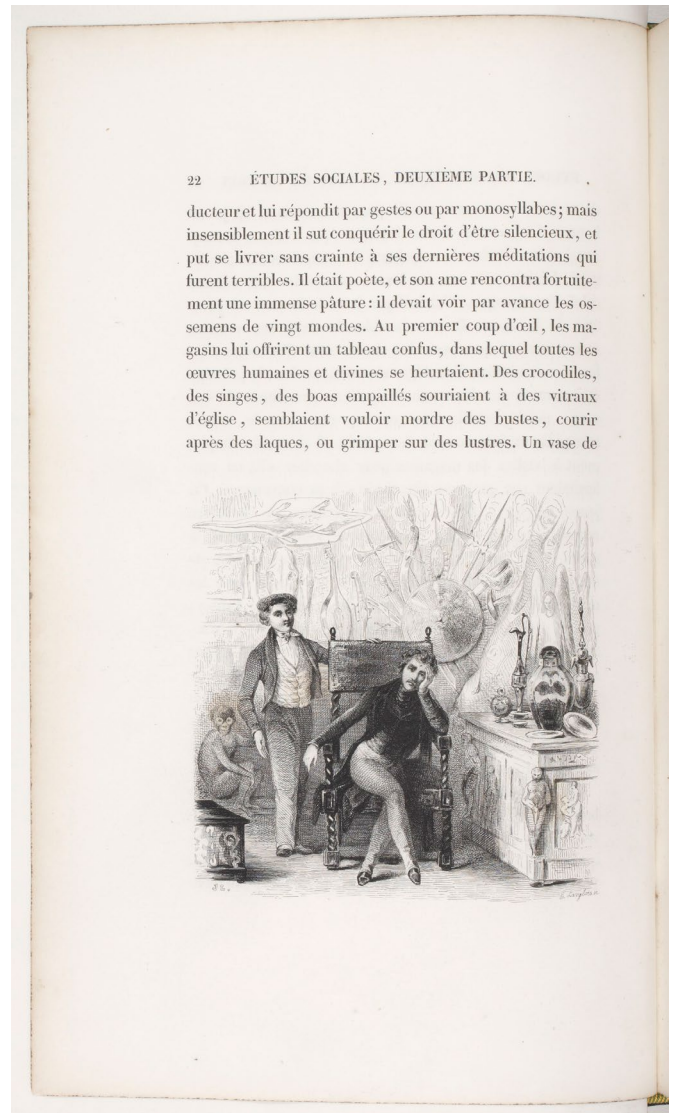 22 ÉTUDES SOCIALES, DEUXIÈME PARTIE.
ducteur et lui répondit par gestes ou par monosyllabes; mais
insensiblement il sut conquérir le droit d'être silencieux, et
put se livrer sans crainte à ses dernières méditations qui
furent terribles. Il était poète, et son ame rencontra fortuite-
ment une immense pàture: il devait voir par avance les os-
semens de vingt mondes. Au premier coup d'œil, les ma-
gasins lui offrirent un tableau confus, dans lequel toutes les
œuvres humaines et divines se heurtaient. Des crocodiles,
des singes, des boas empaillés souriaient à des vitraux
d'église, semblaient vouloir mordre des bustes, courir
après des laques, ou grimper sur des lustres. Un vase de